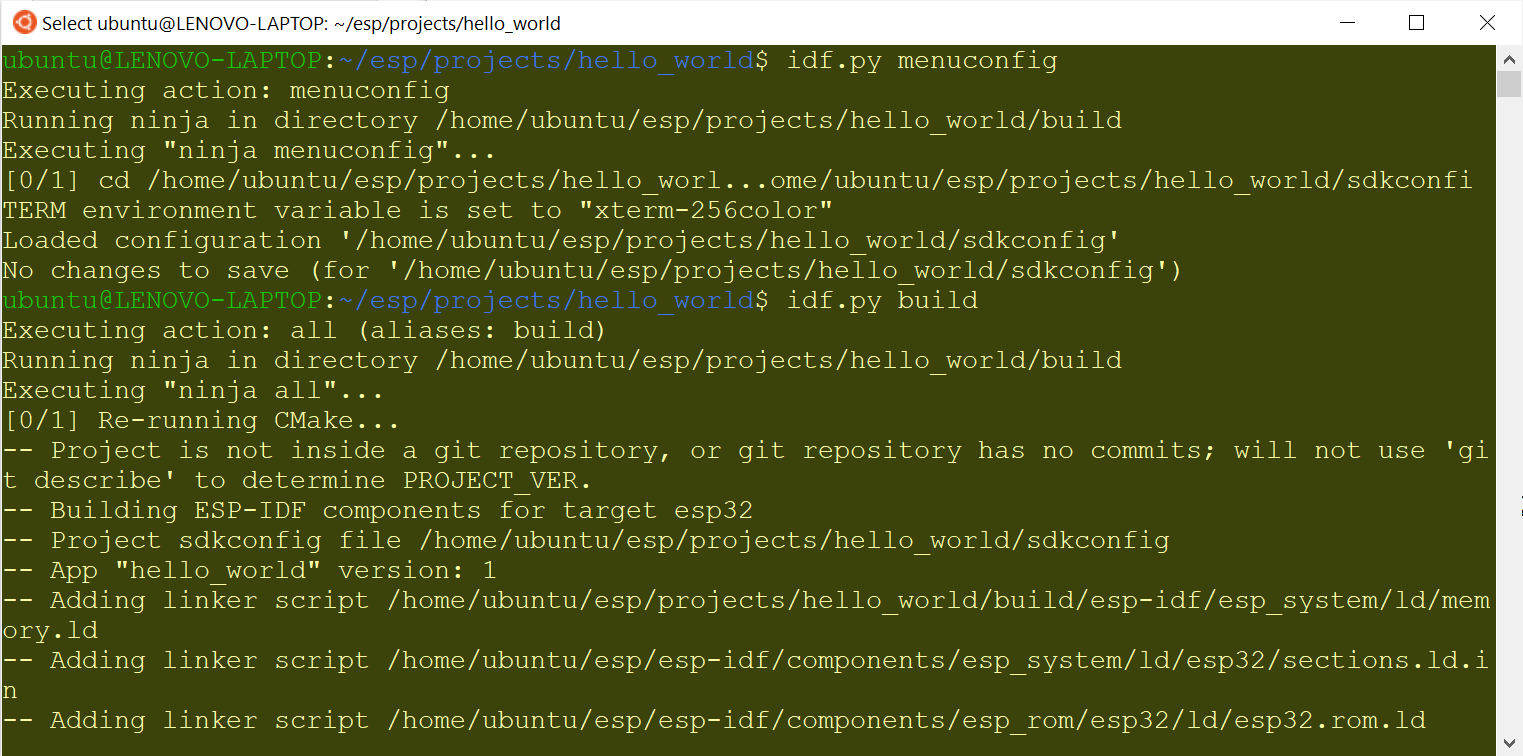 Select ubuntu@LENOVO-LAPTOP: ~/esp/projects/hello_world
ubuntu@LENOVO-LAPTOP:~/esp/projects/hello_world$ idf.py menuconfig
Executing action: menuconfig
Running ninja in directory /home/ubuntu/esp/projects/hello_world/build
Executing "ninja menuconfig"...
[0/1] cd /home/ubuntu/esp/projects/hello_worl...ome/ubuntu/esp/projects/hello_world/sdkconfi
TERM environment variable is set to "xterm-256color"
Loaded configuration '/home/ubuntu/esp/projects/hello_world/sdkconfig'
No changes to save (for '/home/ubuntu/esp/projects/hello_world/sdkconfig')
ubuntu@LENOVO-LAPTOP:~/esp/projects/hello_world$ idf.py build
Executing action: all (aliases: build)
Running ninja in directory /home/ubuntu/esp/projects/hello_world/build
Executing "ninja all"...
[0/1] Re-running CMake...
-- Project is not inside a git repository, or git repository has no commits; will not use 'gi
t describe' to determine PROJECT_VER.
-- Building ESP-IDF components for target esp32
-- Project sdkconfig file /home/ubuntu/esp/projects/hello_world/sdkconfig
-- App "hello_world" version: 1
-- Adding linker script /home/ubuntu/esp/projects/hello_world/build/esp-idf/esp_system/ld/mem
ory.ld
-- Adding linker script /home/ubuntu/esp/esp-idf/components/esp_system/ld/esp32/sections.ld.i
n
-- Adding linker script /home/ubuntu/esp/esp-idf/components/esp_rom/esp32/ld/esp32.rom.ld